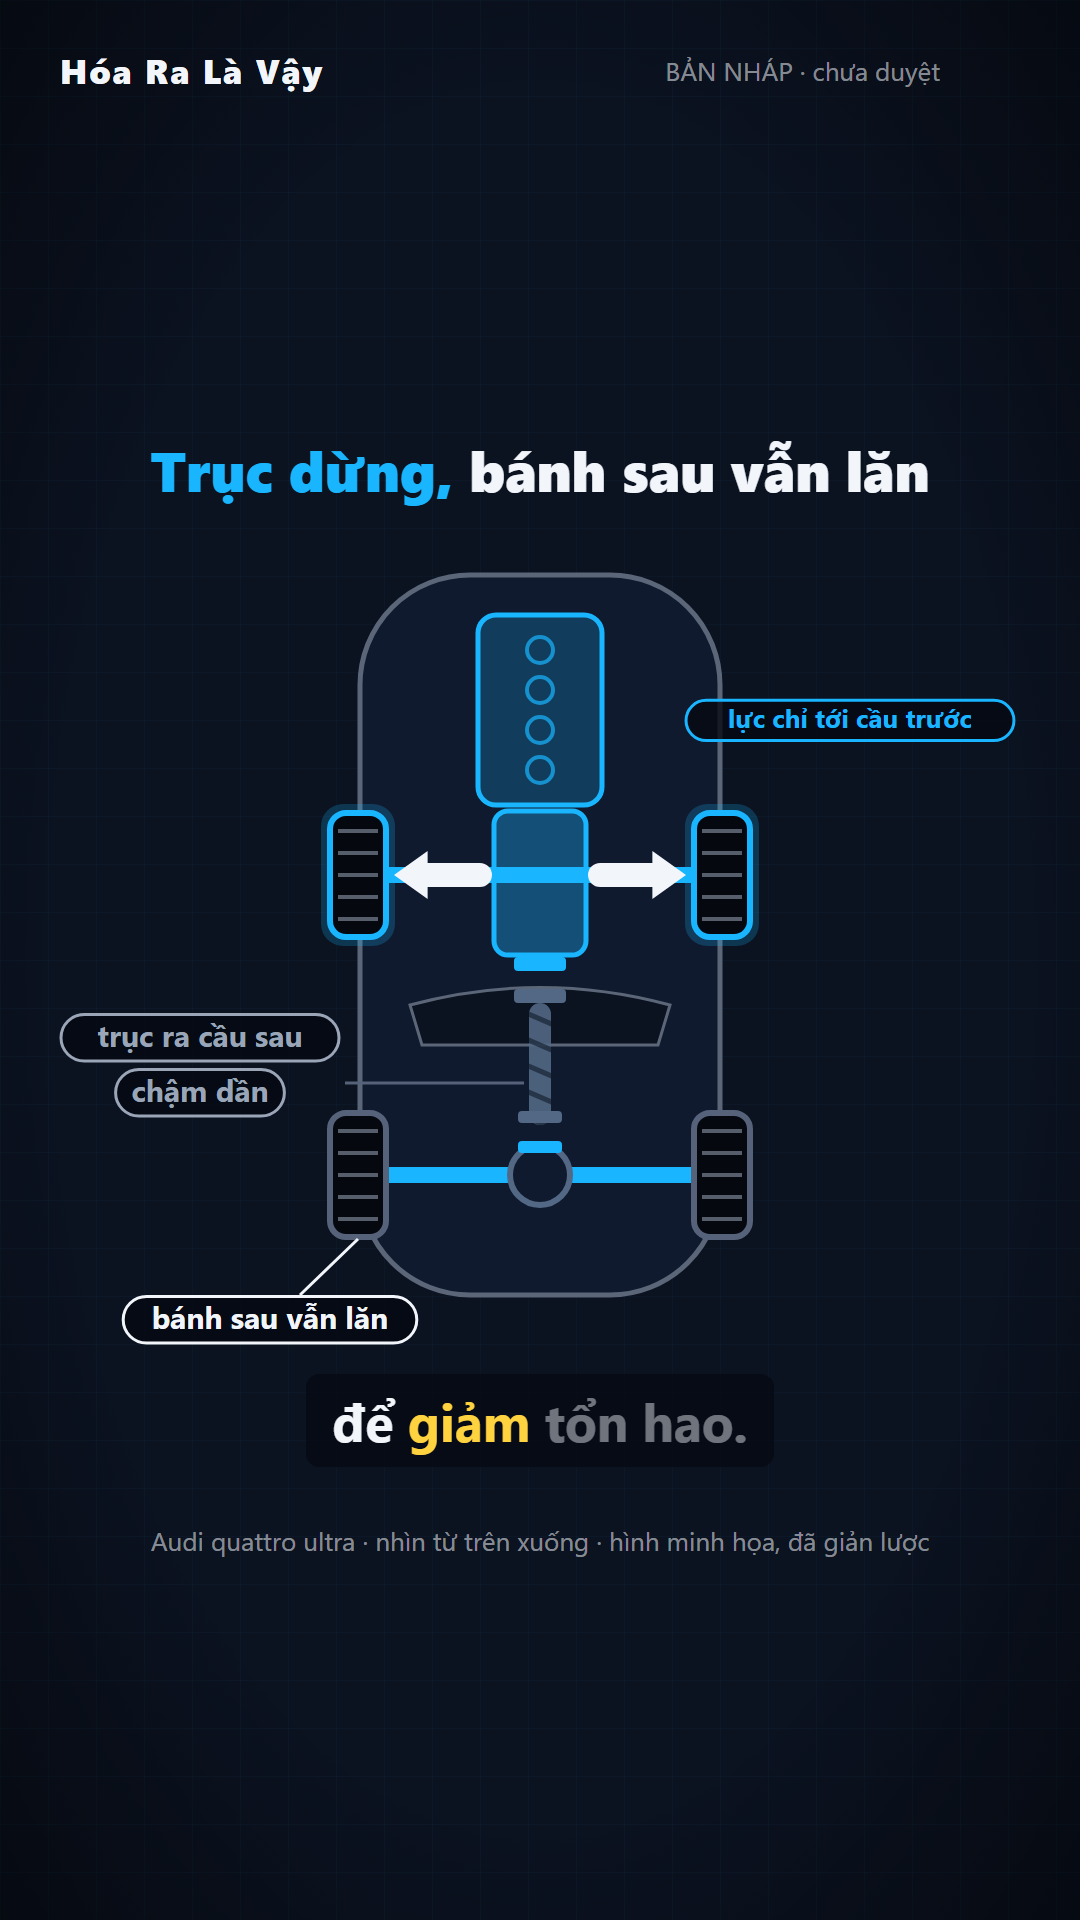 Hóa Ra Là Vậy
BẢN NHÁP · chưa duyệt
Trục dừng, bánh sau vẫn lăn
lực chỉ tới cầu trước
trục ra cầu sau
chậm dần
bánh sau vẫn lăn
để giảm tổn hao.
Audi quattro ultra · nhìn từ trên xuống · hình minh họa, đã giản lược